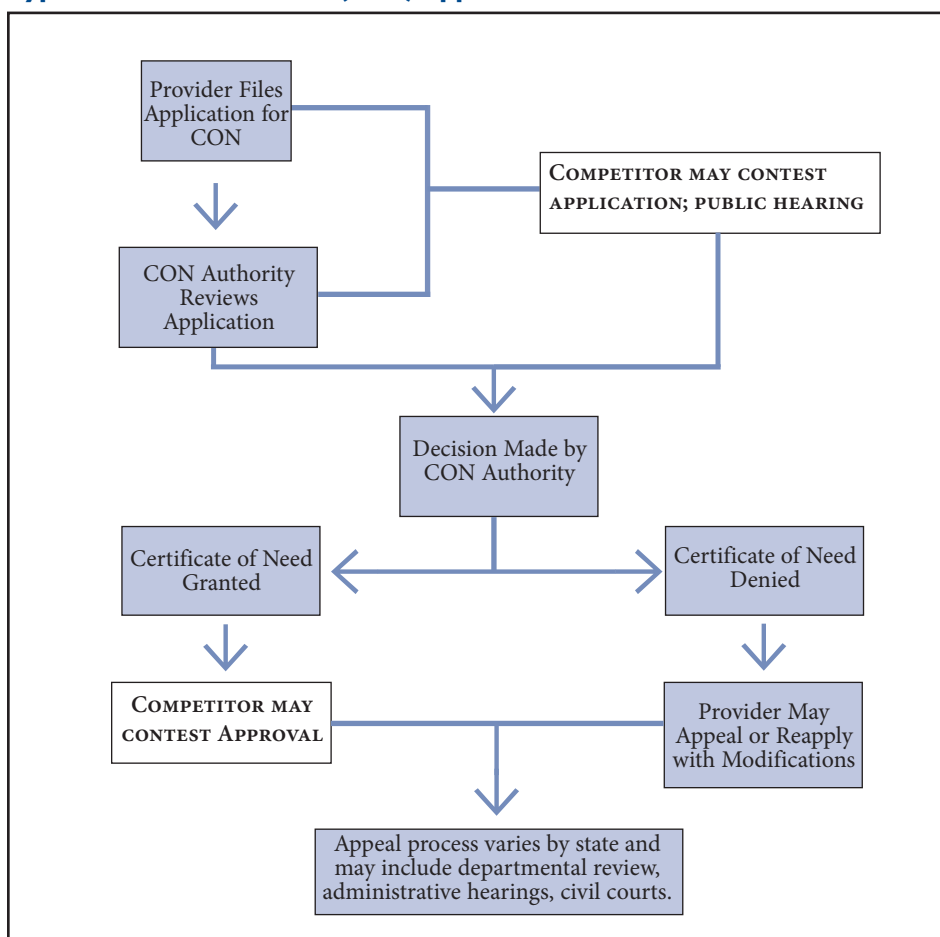 Provider Files
Application for
CON
COMPETITOR MAY CONTEST
APPLICATION; PUBLIC HEARING
CON Authority
Reviews
Application
Decision Made by
CON Authority
Certificate of Need
Granted
Certificate of Need
Denied
COMPETITOR MAY
CONTEST APPROVAL
Provider May
Appeal or Reapply
with Modifications
Appeal process varies by state and
may include departmental review,
administrative hearings, civil courts.